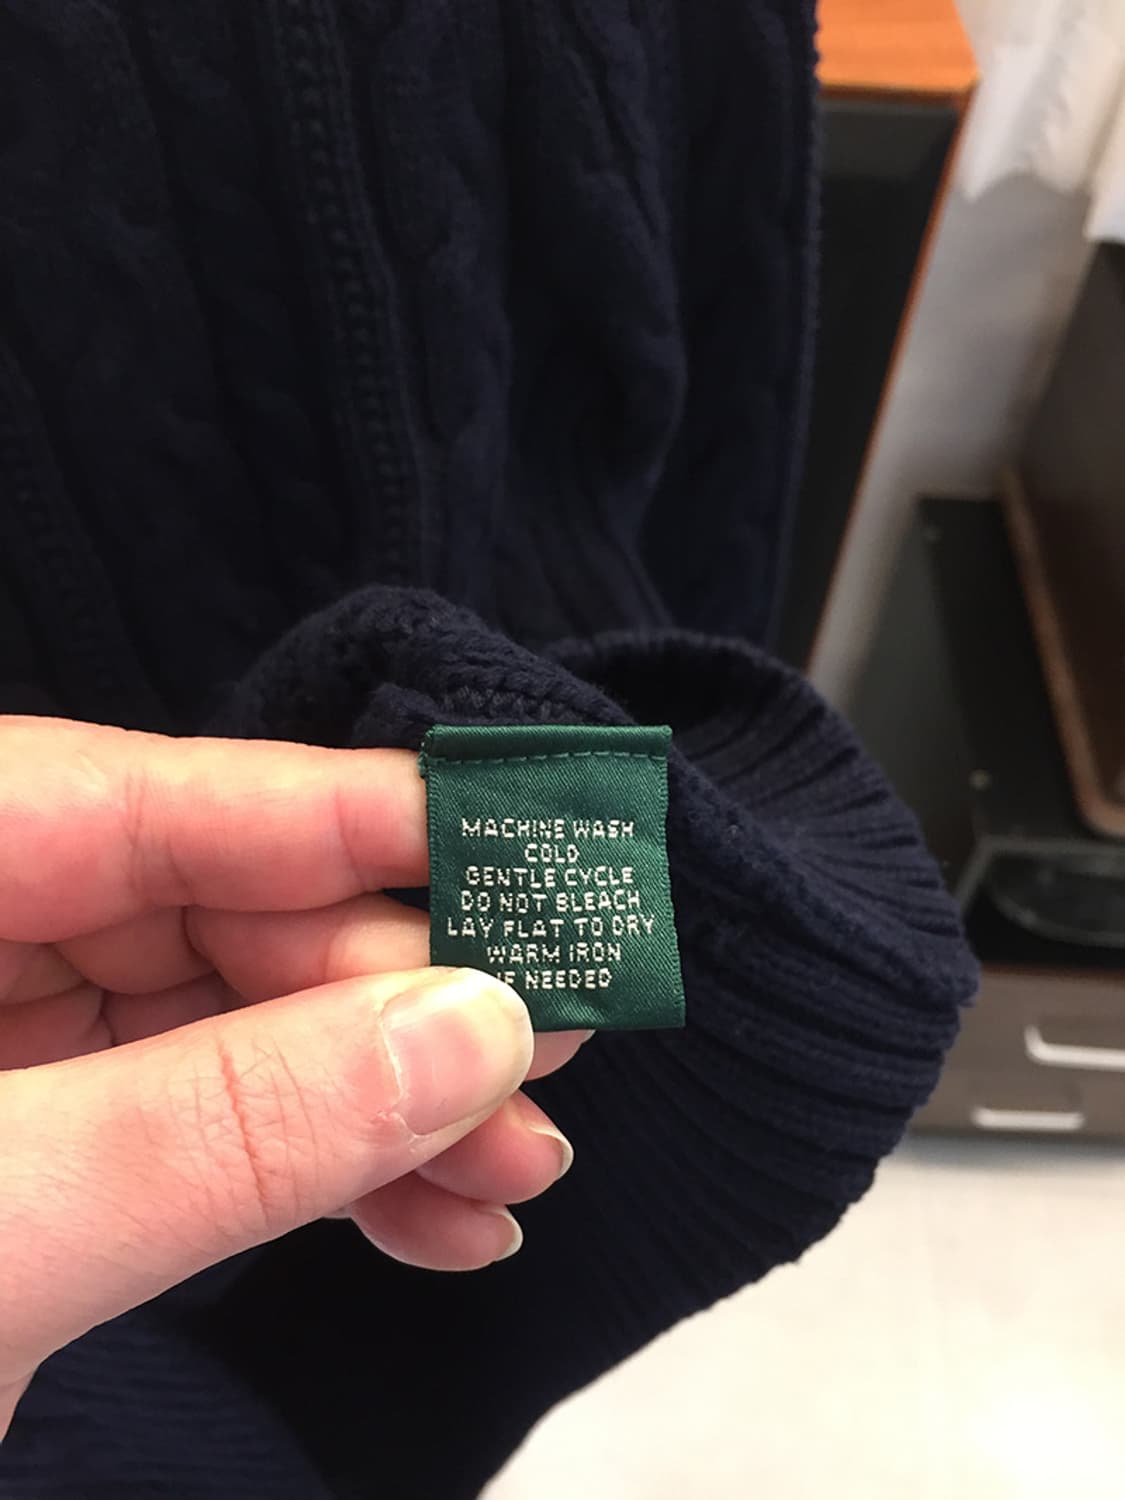 MACHINE WASH
COLD
GENTLE CYCLE
DO NOT BLEACH
LAY FLAT TO DRY
WARM IRON
IF NEEDED